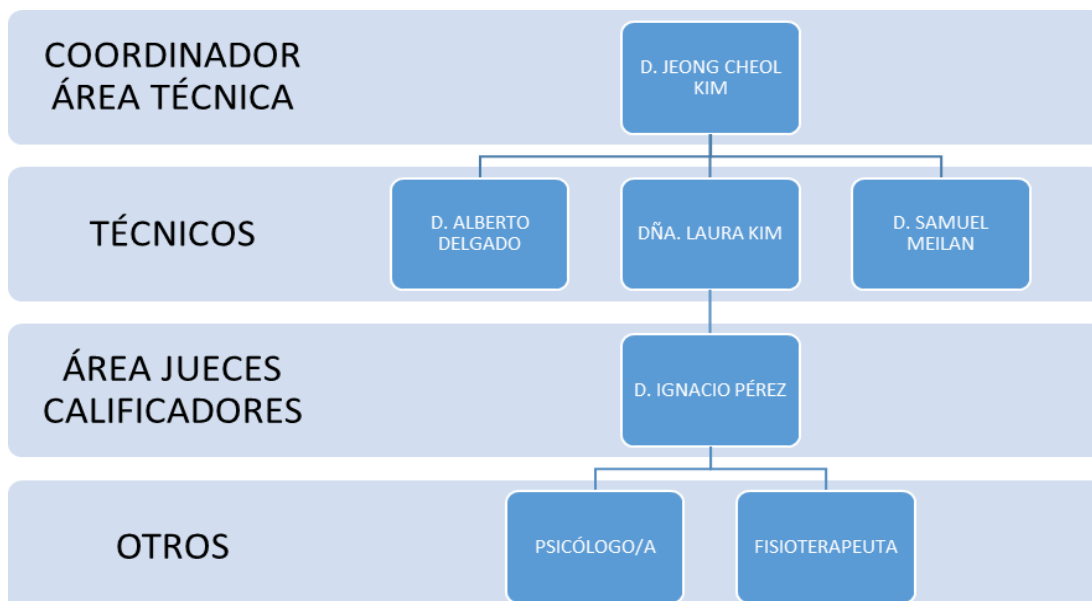 COORDINADOR
ÁREA TÉCNICA
D. JEONG CHEOL
KIM
TÉCNICOS
D. ALBERTO
DELGADO
DÑA. LAURA KIM
D. SAMUEL
MEILAN
ÁREA JUECES
CALIFICADORES
D. IGNACIO PÉREZ
OTROS
PSICÓLOGO/A
FISIOTERAPEUTA